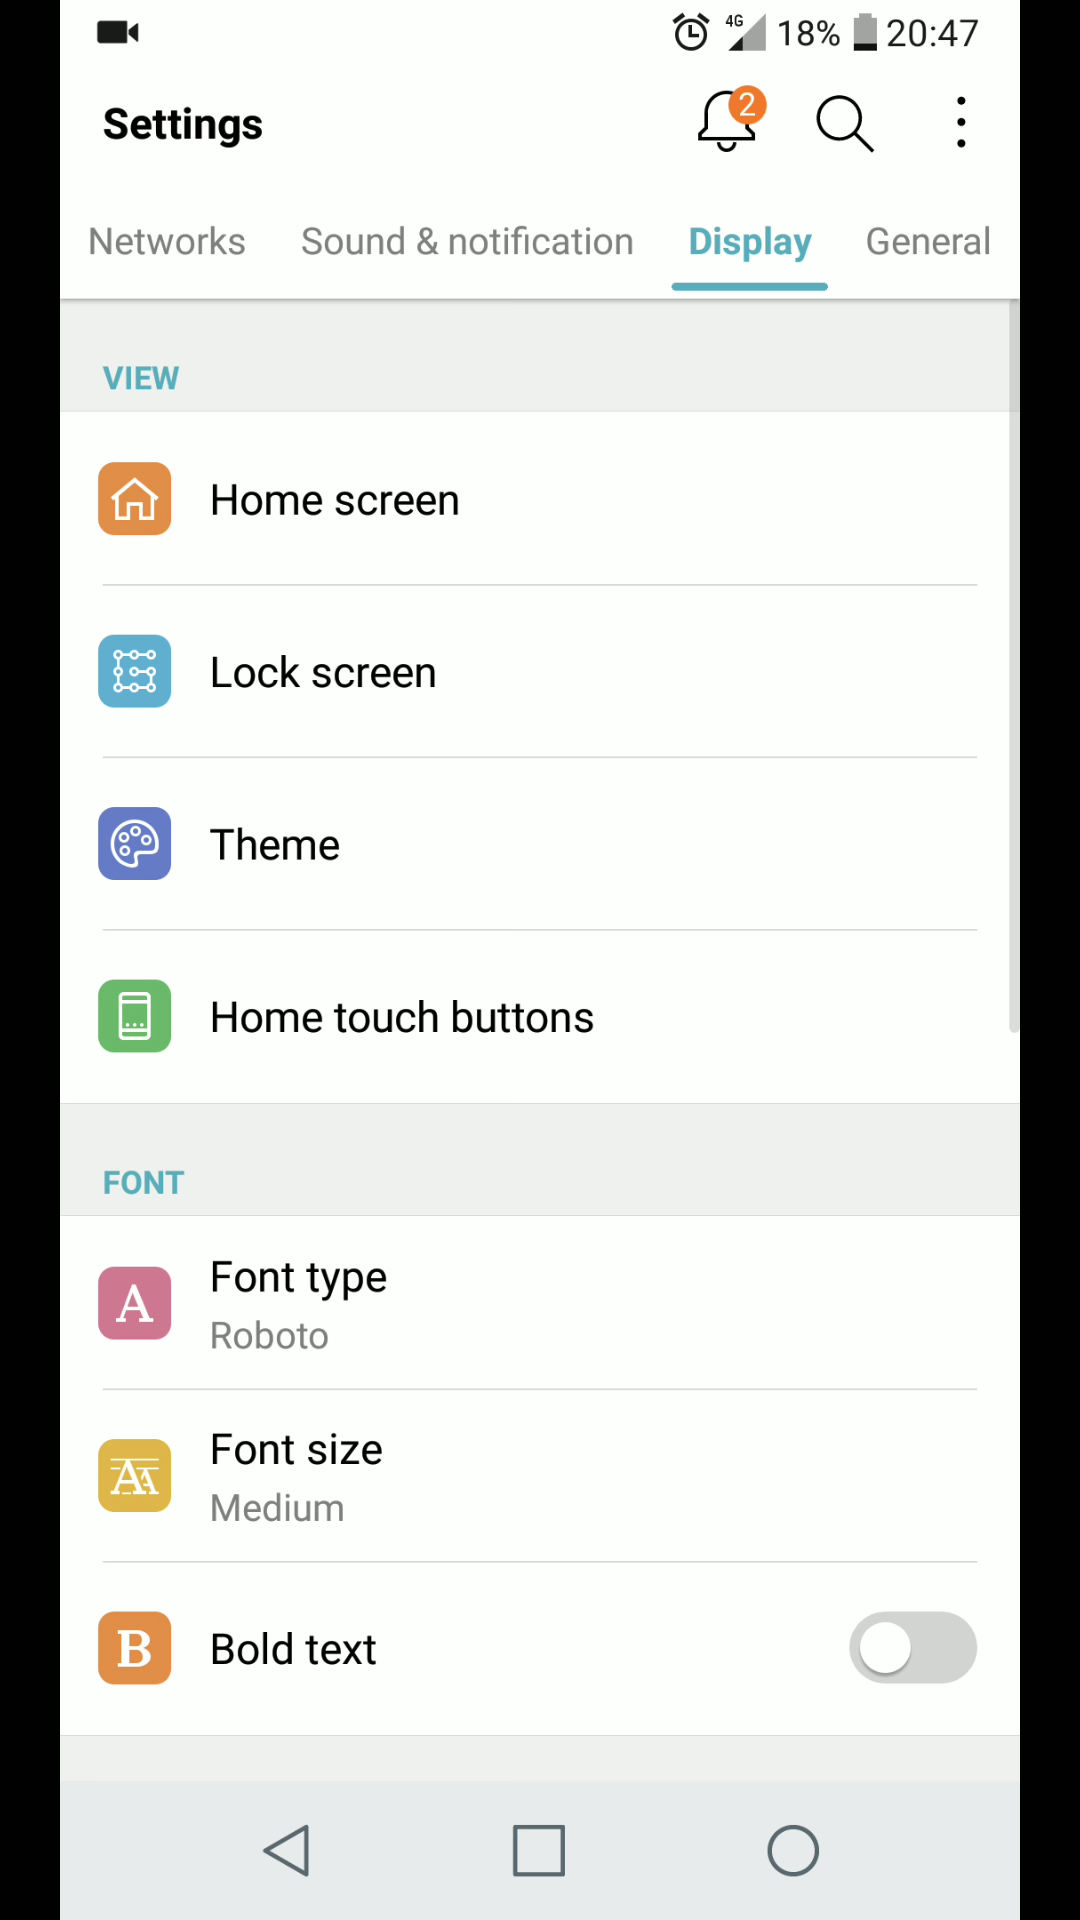 4G 18% 20:47
Settings 2
Networks Sound & notification Display General
VIEW
Home screen
Lock screen
Theme
Home touch buttons
FONT
A Font type
Roboto
AA Font size
Medium
B Bold text